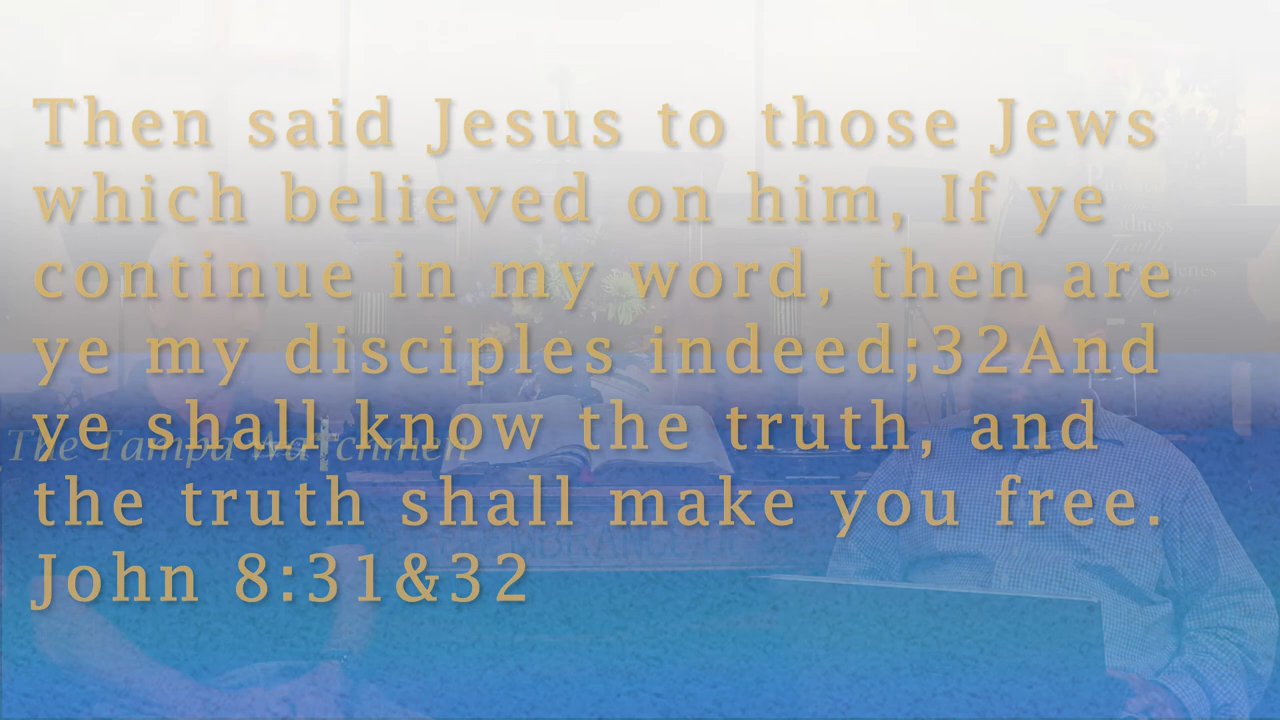 Then said Jesus to those Jews
which believed on him, If ye
continue in my word, then are
ye my disciples indeed;32And
ye shall know the truth, and
The Tampa Watchmen
the truth shall make you free.
John 8:31&32